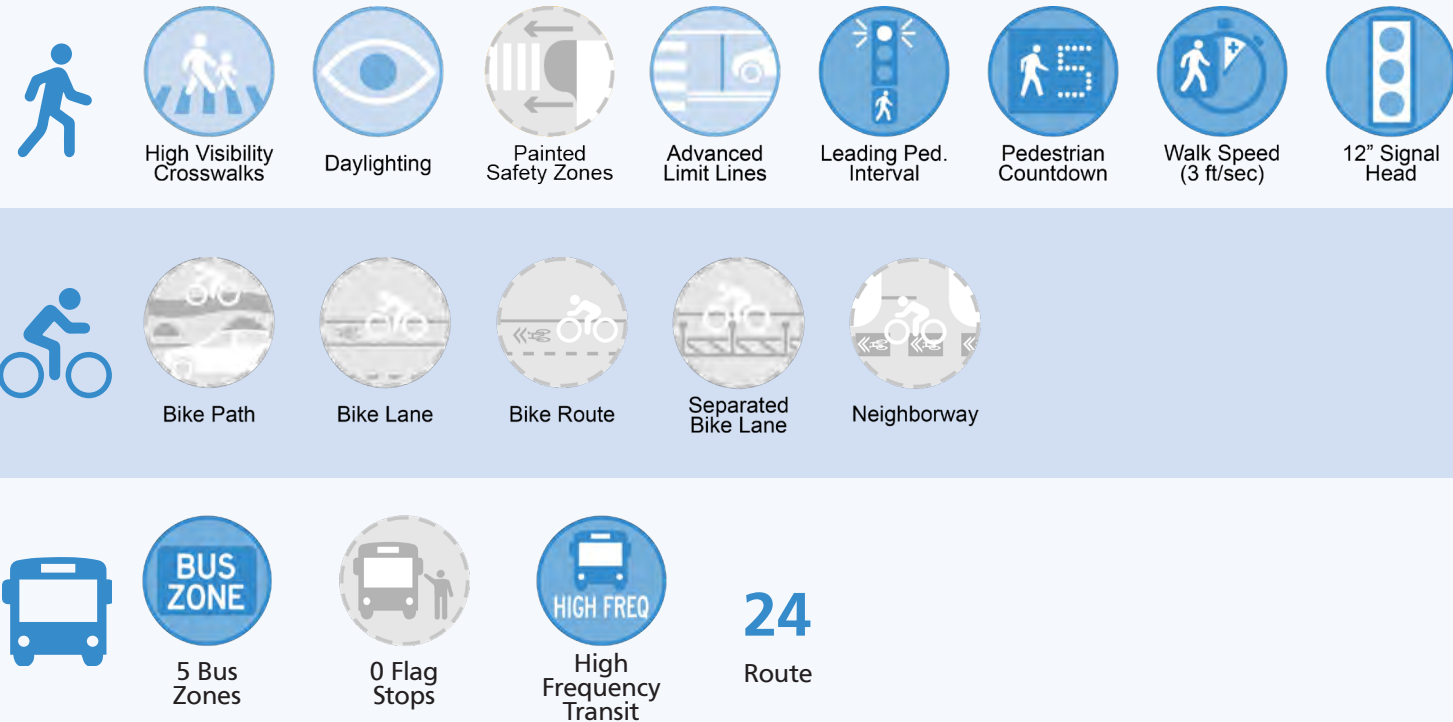 5
High Visibility
Crosswalks
Daylighting
Painted
Safety Zones
Advanced
Limit Lines
Leading Ped.
Interval
Pedestrian
Countdown
Walk Speed
(3 ft/sec)
12” Signal
Head
Bike Path
Bike Lane
Bike Route
Separated
Bike Lane
Neighborway
BUS
ZONE
5 Bus
Zones
0 Flag
Stops
HIGH FREQ
High
Frequency
Transit
24
Route